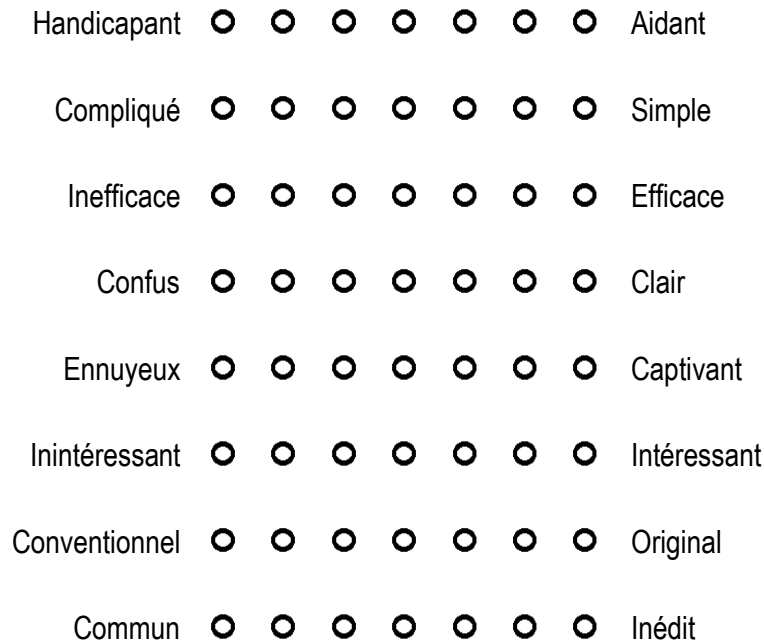 Handicapant Aidant
Compliqué Simple
Inefficace Efficace
Confus Clair
Ennuyeux Captivant
Inintéressant Intéressant
Conventionnel Original
Commun Inédit